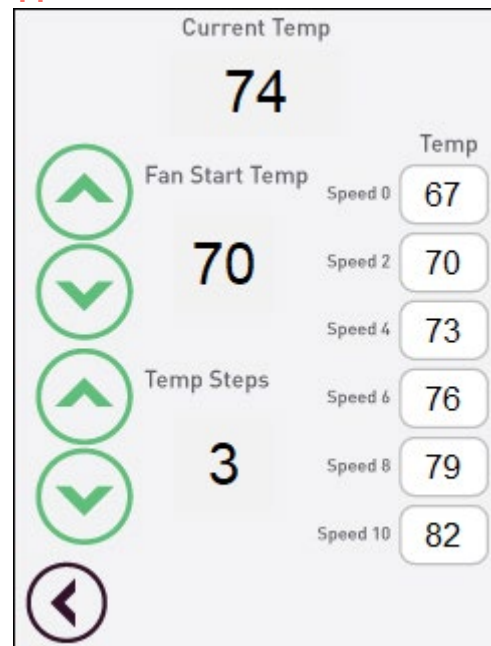 Current Temp
74
Temp
Fan Start Temp
Speed 0 67
70
Speed 2 70
Speed 4 73
Temp Steps
Speed 6 76
3
Speed 8 79
Speed 10 82